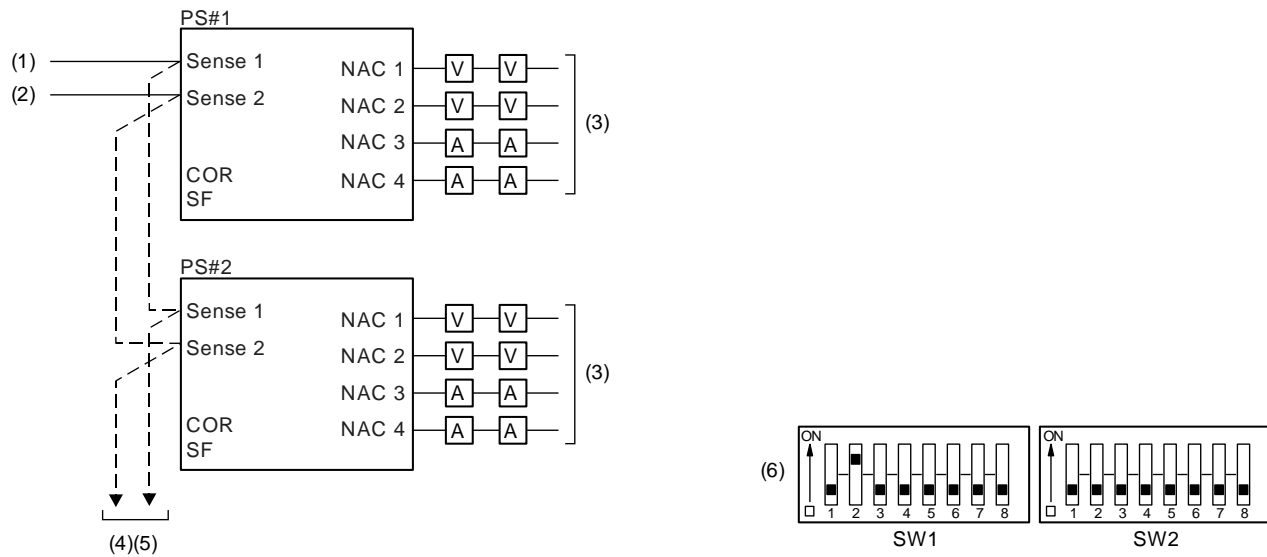 PS#1
(1)
Sense 1
NAC 1
V V
(2)
Sense 2
NAC 2
V V
(3)
NAC 3
A A
COR
NAC 4
A A
SF
PS#2
Sense 1
NAC 1
V V
Sense 2
NAC 2
V V
(3)
NAC 3
A A
COR
NAC 4
A A
SF
(4)(5)
(6)
ON
1 2 3 4 5 6 7 8
SW1
ON
1 2 3 4 5 6 7 8
SW2